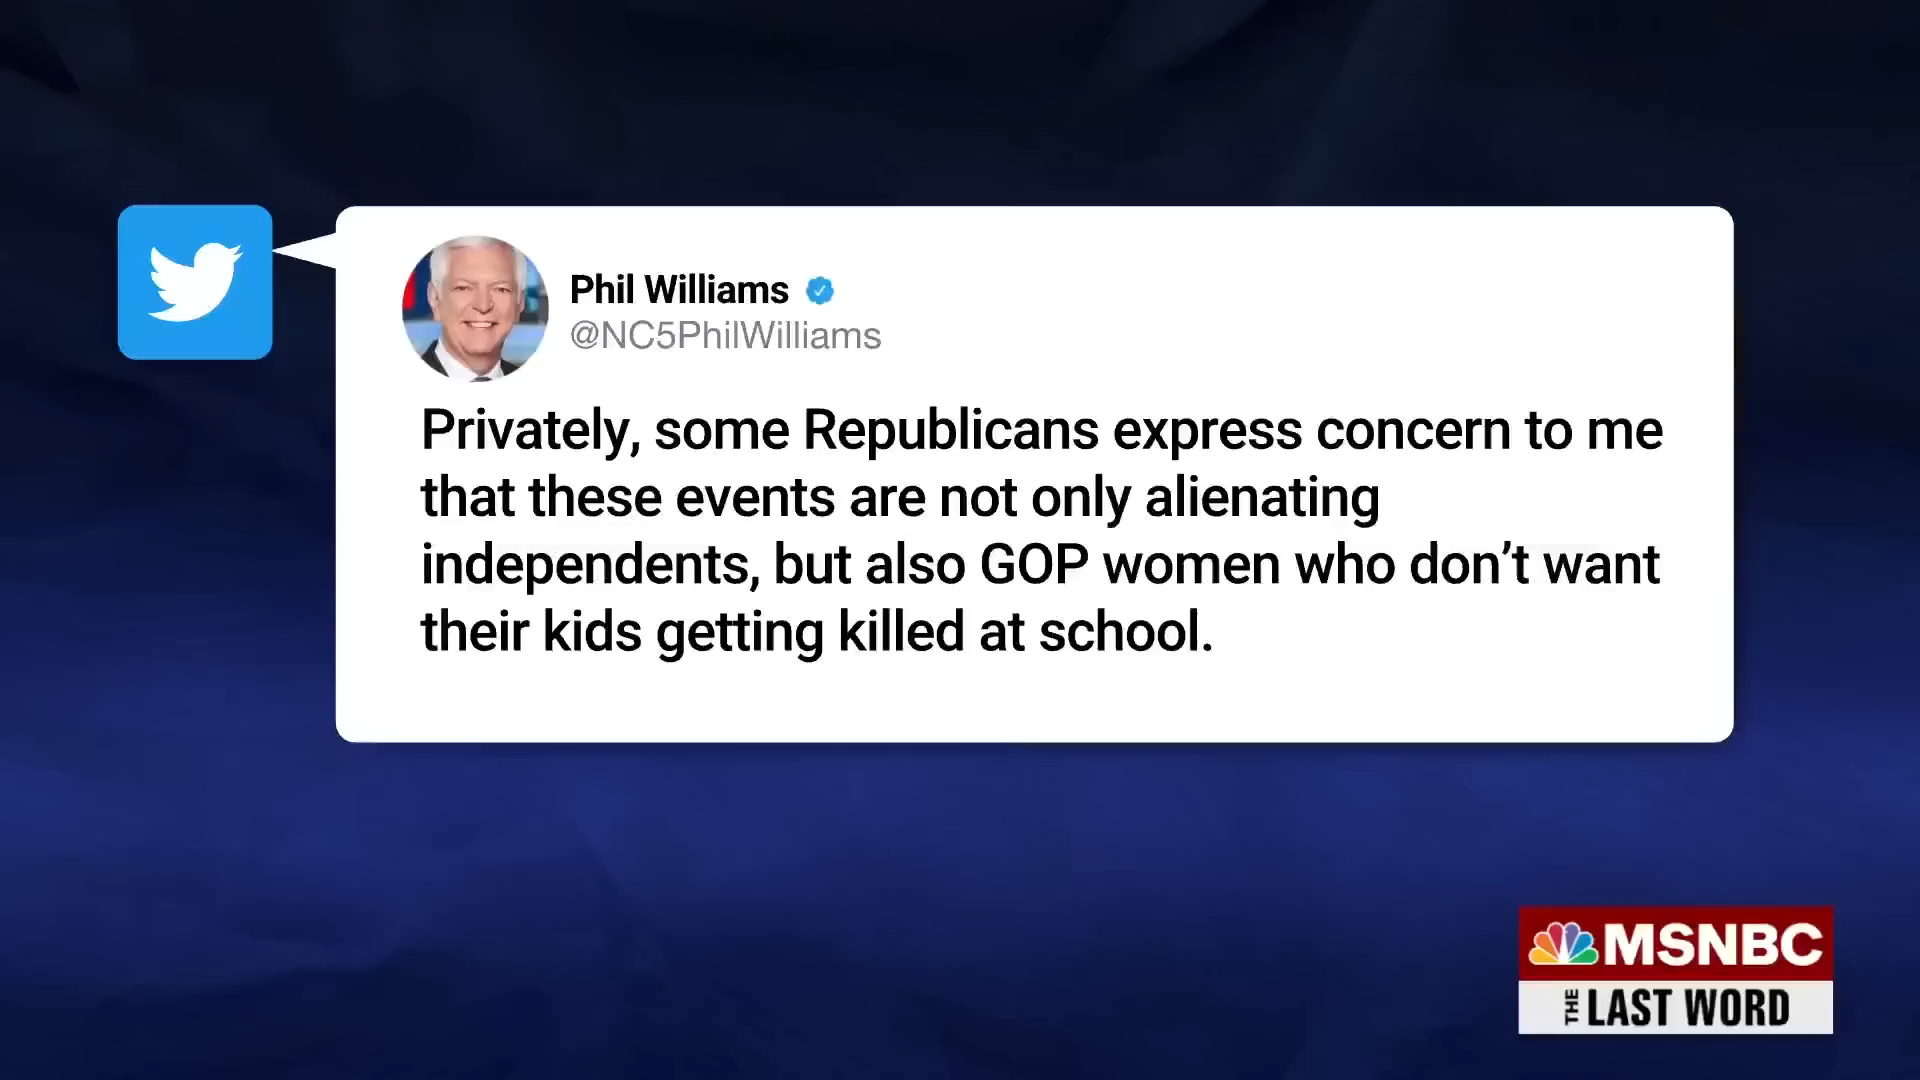 Phil Williams
@NC5PhilWilliams
Privately, some Republicans express concern to me
that these events are not only alienating
independents, but also GOP women who don’t want
their kids getting killed at school.
MSNBC
THE LAST WORD